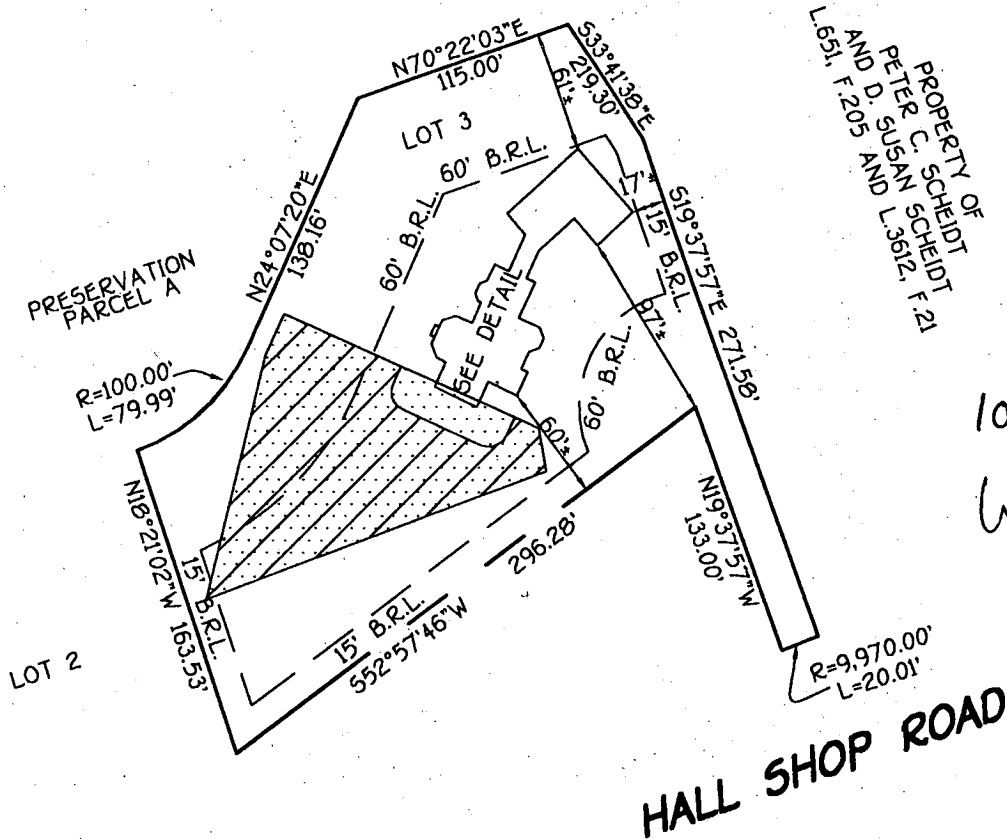 N70°22'03"E
115.00'
S33°41'38"E
219.30'
61'±
PROPERTY OF
PETER C. SCHEIDT
AND D. SUSAN SCHEIDT
L.651, F.205 AND L.3612, F.21
LOT 3
60' B.R.L.
60' B.R.L.
17'±
15' B.R.L.
S19°37'57"E 271.58'
N24°07'20"E
138.16'
PRESERVATION
PARCEL A
SEE DETAIL
97'±
60' B.R.L.
R=100.00'
L=79.99'
60'±
10
N18°21'02"W 163.53'
15' B.R.L.
296.28'
N19°37'57"W
133.00'
15' B.R.L.
S52°57'46"W
LOT 2
R=9,970.00'
L=20.01'
HALL SHOP ROAD